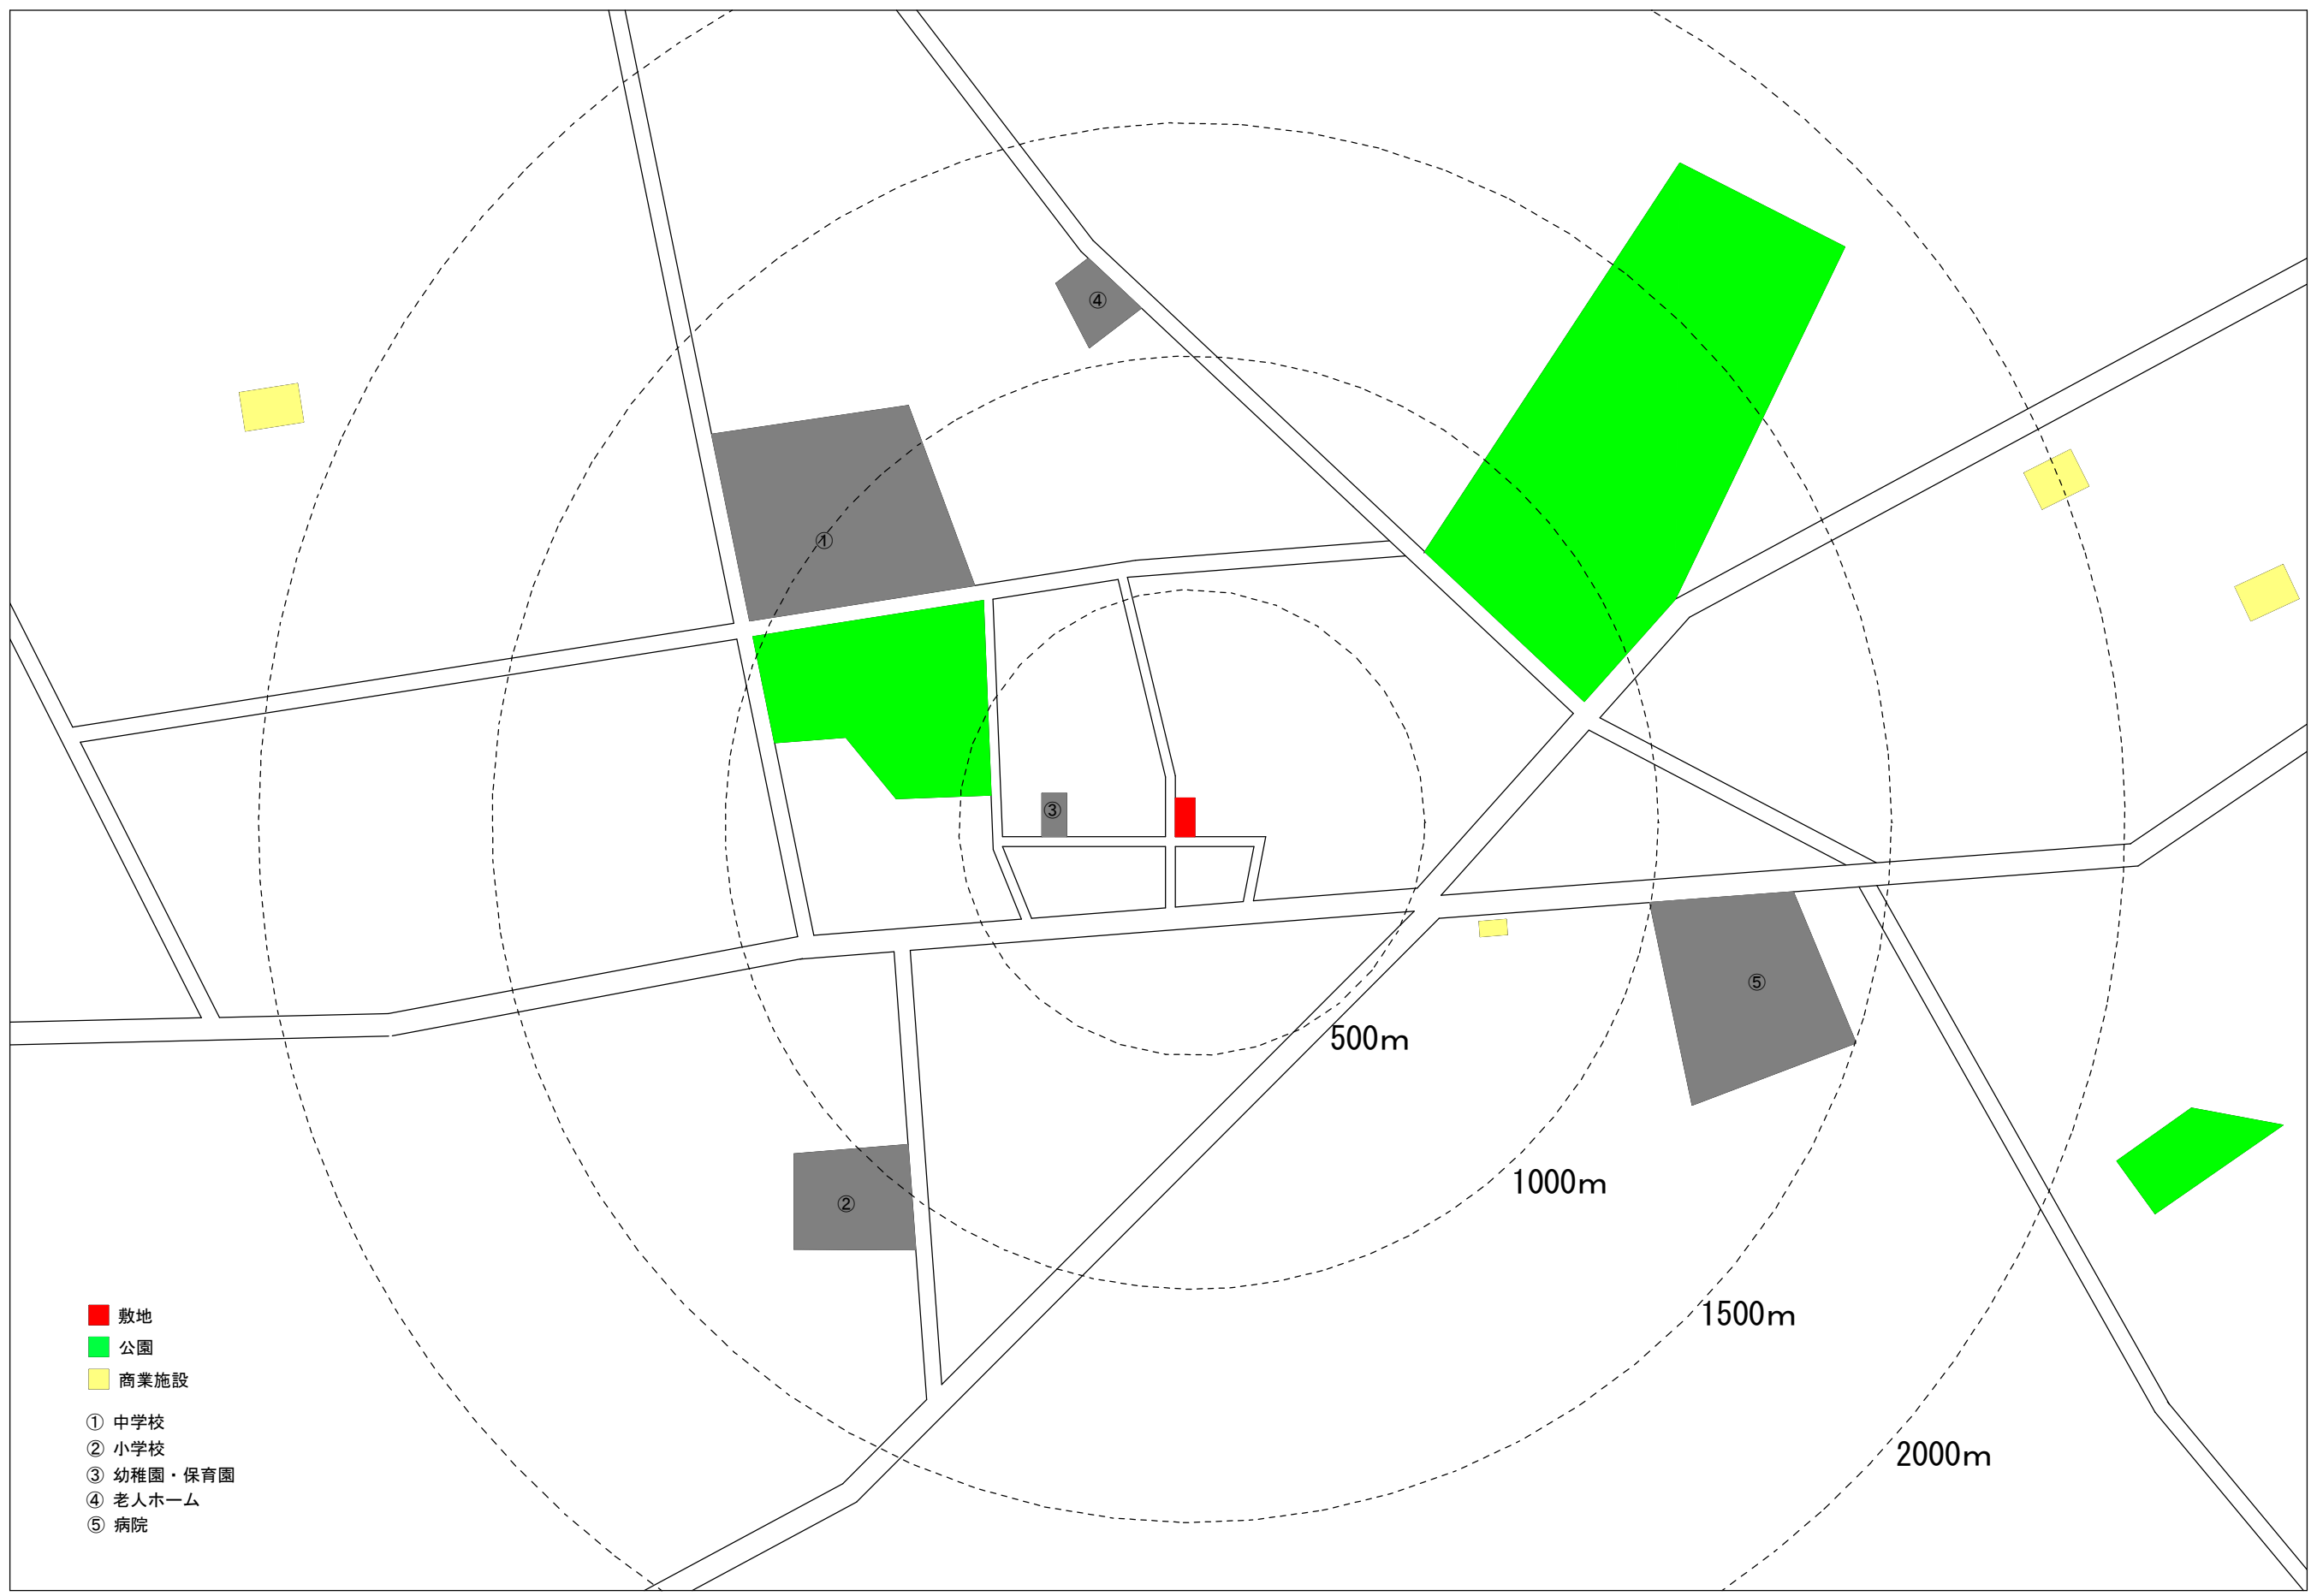 ④
①
③
⑤
500m
1000m
②
1500m
2000m
敷地
公園
商業施設
① 中学校
② 小学校
③ 幼稚園・保育園
④ 老人ホーム
⑤ 病院